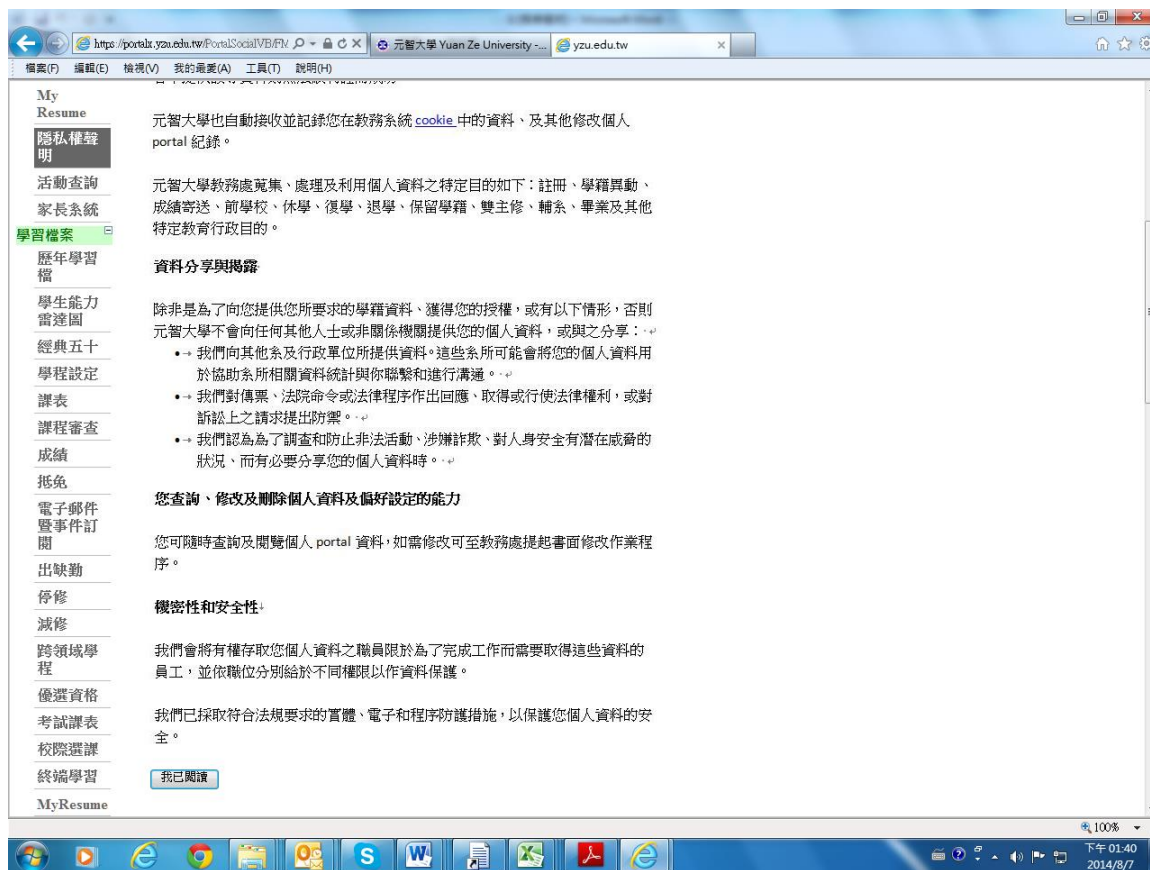 https://portalx.yzu.edu.tw/PortalSocialVB/FM
元智大學 Yuan Ze University -...
yzu.edu.tw
檔案(F) 編輯(E) 檢視(V) 我的最愛(A) 工具(T) 說明(H)
My
Resume
隱私權聲
明
活動查詢
家長系統
學習檔案
歷年學習
檔
學生能力
雷達圖
經典五十
學程設定
課表
課程審查
成績
抵免
電子郵件
暨事件訂
閱
出缺勤
停修
減修
跨領域學
程
優選資格
考試課表
校際選課
終端學習
MyResume
元智大學也自動接收並記錄您在教務系統 cookie 中的資料、及其他修改個人
portal 紀錄。
元智大學教務處蒐集、處理及利用個人資料之特定目的如下：註冊、學籍異動、
成績寄送、前學校、休學、復學、退學、保留學籍、雙主修、輔系、畢業及其他
特定教育行政目的。
資料分享與揭露
除非是為了向您提供您所要求的學籍資料、獲得您的授權，或有以下情形，否則
元智大學不會向任何其他人士或非關係機關提供您的個人資料，或與之分享：
•→ 我們向其他系及行政單位所提供資料。這些系所可能會將您的個人資料用
於協助系所相關資料統計與你聯繫和進行溝通。
•→ 我們對傳票、法院命令或法律程序作出回應、取得或行使法律權利，或對
訴訟上之請求提出防禦。
•→ 我們認為為了調查和防止非法活動、涉嫌詐欺、對人身安全有潛在威脅的
狀況、而有必要分享您的個人資料時。
您查詢、修改及刪除個人資料及偏好設定的能力
您可隨時查詢及閱覽個人 portal 資料，如需修改可至教務處提起書面修改作業程
序。
機密性和安全性
我們會將有權存取您個人資料之職員限於為了完成工作而需要取得這些資料的
員工，並依職位分別給於不同權限以作資料保護。
我們已採取符合法規要求的實體、電子和程序防護措施，以保護您個人資料的安
全。
我已閱讀
100%
下午 01:40
2014/8/7